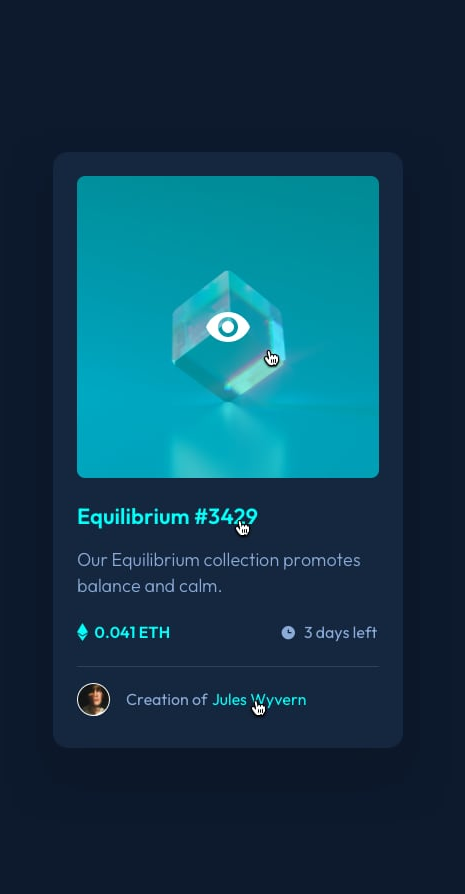 Equilibrium #3429
Our Equilibrium collection promotes
balance and calm.
0.041 ETH
3 days left
Creation of Jules Wyvern